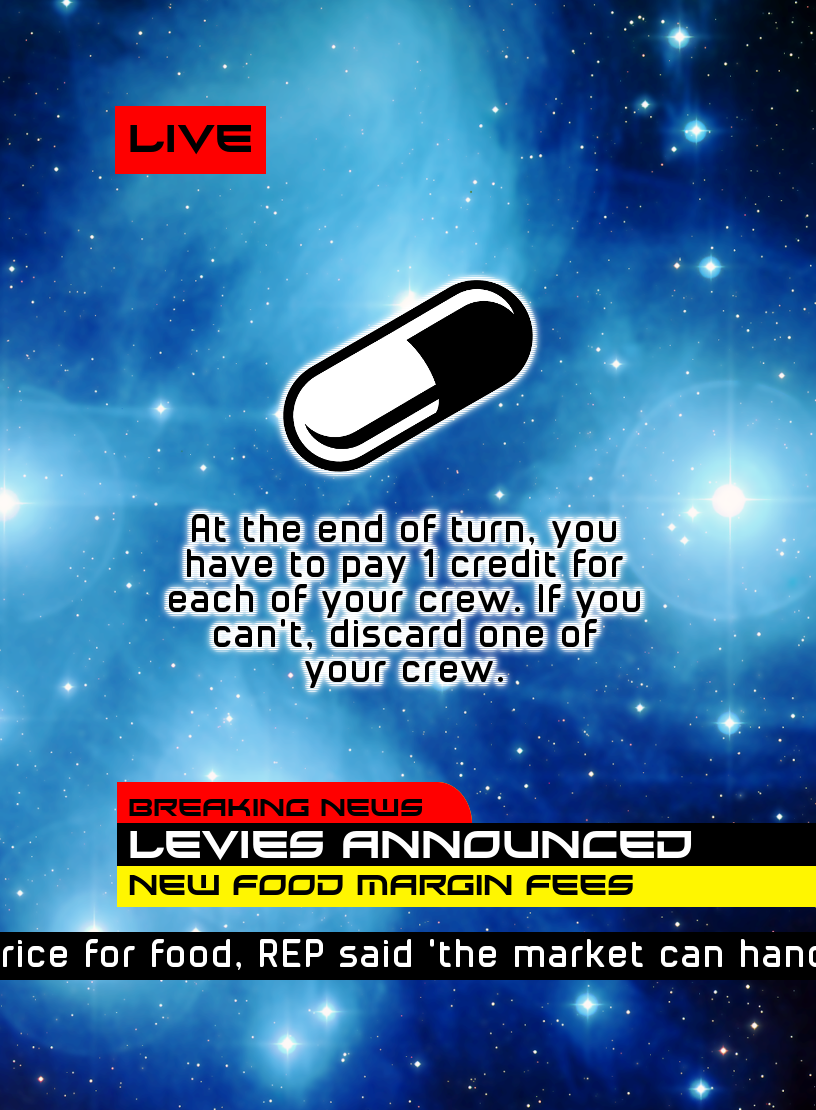 LIVE
At the end of turn, you
have to pay 1 credit for
each of your crew. If you
can't, discard one of
your crew.
BREAKING NEWS
LEVIES ANNOUNCED
NEW FOOD MARGIN FEES
rice for food, REP said 'the market can hand